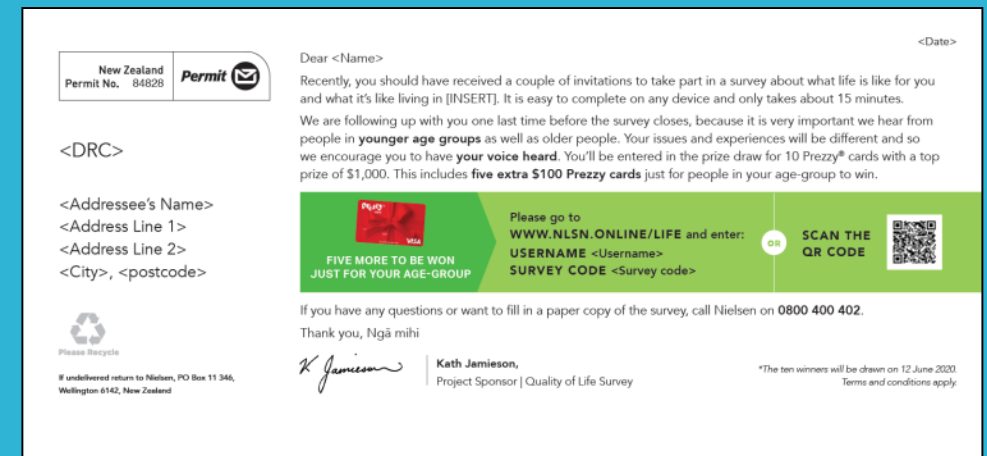 New Zealand
Permit No. 84828
Permit
<DRC>
<Addressee's Name>
<Address Line 1>
<Address Line 2>
<City>, <postcode>
Please Recycle
If undelivered return to Nielsen, PO Box 11 346,
Wellington 6142, New Zealand
<Date>
Dear <Name>
Recently, you should have received a couple of invitations to take part in a survey about what life is like for you
and what it's like living in [INSERT]. It is easy to complete on any device and only takes about 15 minutes.
We are following up with you one last time before the survey closes, because it is very important we hear from
people in younger age groups as well as older people. Your issues and experiences will be different and so
we encourage you to have your voice heard. You'll be entered in the prize draw for 10 Prezzy® cards with a top
prize of $1,000. This includes five extra $100 Prezzy cards just for people in your age-group to win.
Prezzy
VISA
FIVE MORE TO BE WON
JUST FOR YOUR AGE-GROUP
Please go to
WWW.NLSN.ONLINE/LIFE and enter:
USERNAME <Username>
SURVEY CODE <Survey code>
OR
SCAN THE
QR CODE
If you have any questions or want to fill in a paper copy of the survey, call Nielsen on 0800 400 402.
Thank you, Ngā mihi
K Jamieson
Kath Jamieson,
Project Sponsor | Quality of Life Survey
*The ten winners will be drawn on 12 June 2020.
Terms and conditions apply.